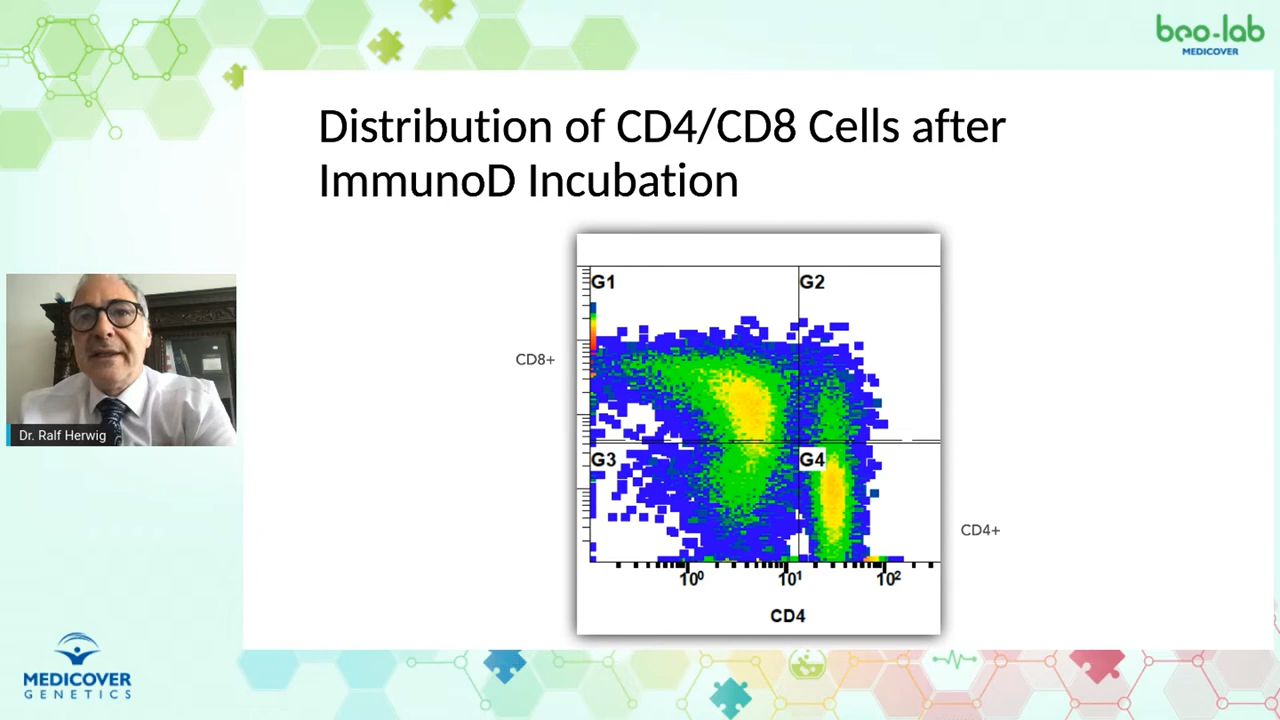 beo-lab
MEDICOVER
Distribution of CD4/CD8 Cells after
ImmunoD Incubation
G1
G2
CD8+
Dr. Ralf Herwig
G3
G4
CD4+
10⁰
10¹
10²
CD4
MEDICOVER
GENETICS